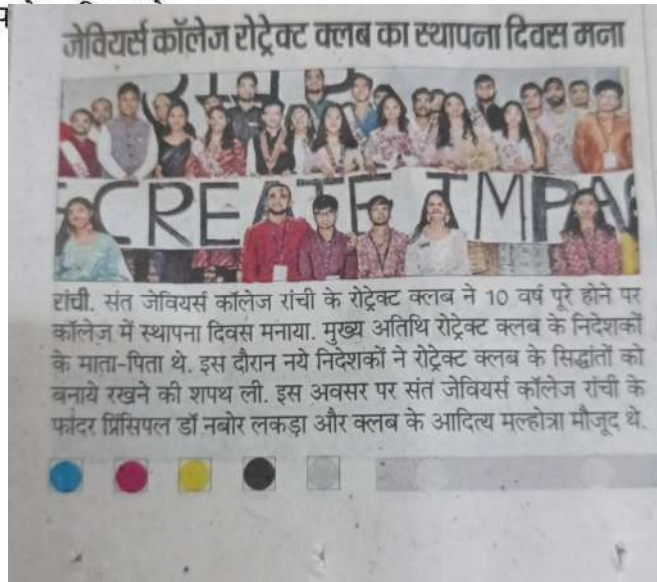 जेवियर्स कॉलेज रोट्रेक्ट क्लब का स्थापना दिवस मना
CREATE IMPA
रांची. संत जेवियर्स कॉलेज रांची के रोट्रेक्ट क्लब ने 10 वर्ष पूरे होने पर
कॉलेज में स्थापना दिवस मनाया. मुख्य अतिथि रोट्रेक्ट क्लब के निदेशकों
के माता-पिता थे. इस दौरान नये निदेशकों ने रोट्रेक्ट क्लब के सिद्धांतों को
बनाये रखने की शपथ ली. इस अवसर पर संत जेवियर्स कॉलेज रांची के
फादर प्रिंसिपल डॉ नबोर लकड़ा और क्लब के आदित्य मल्होत्रा मौजूद थे.